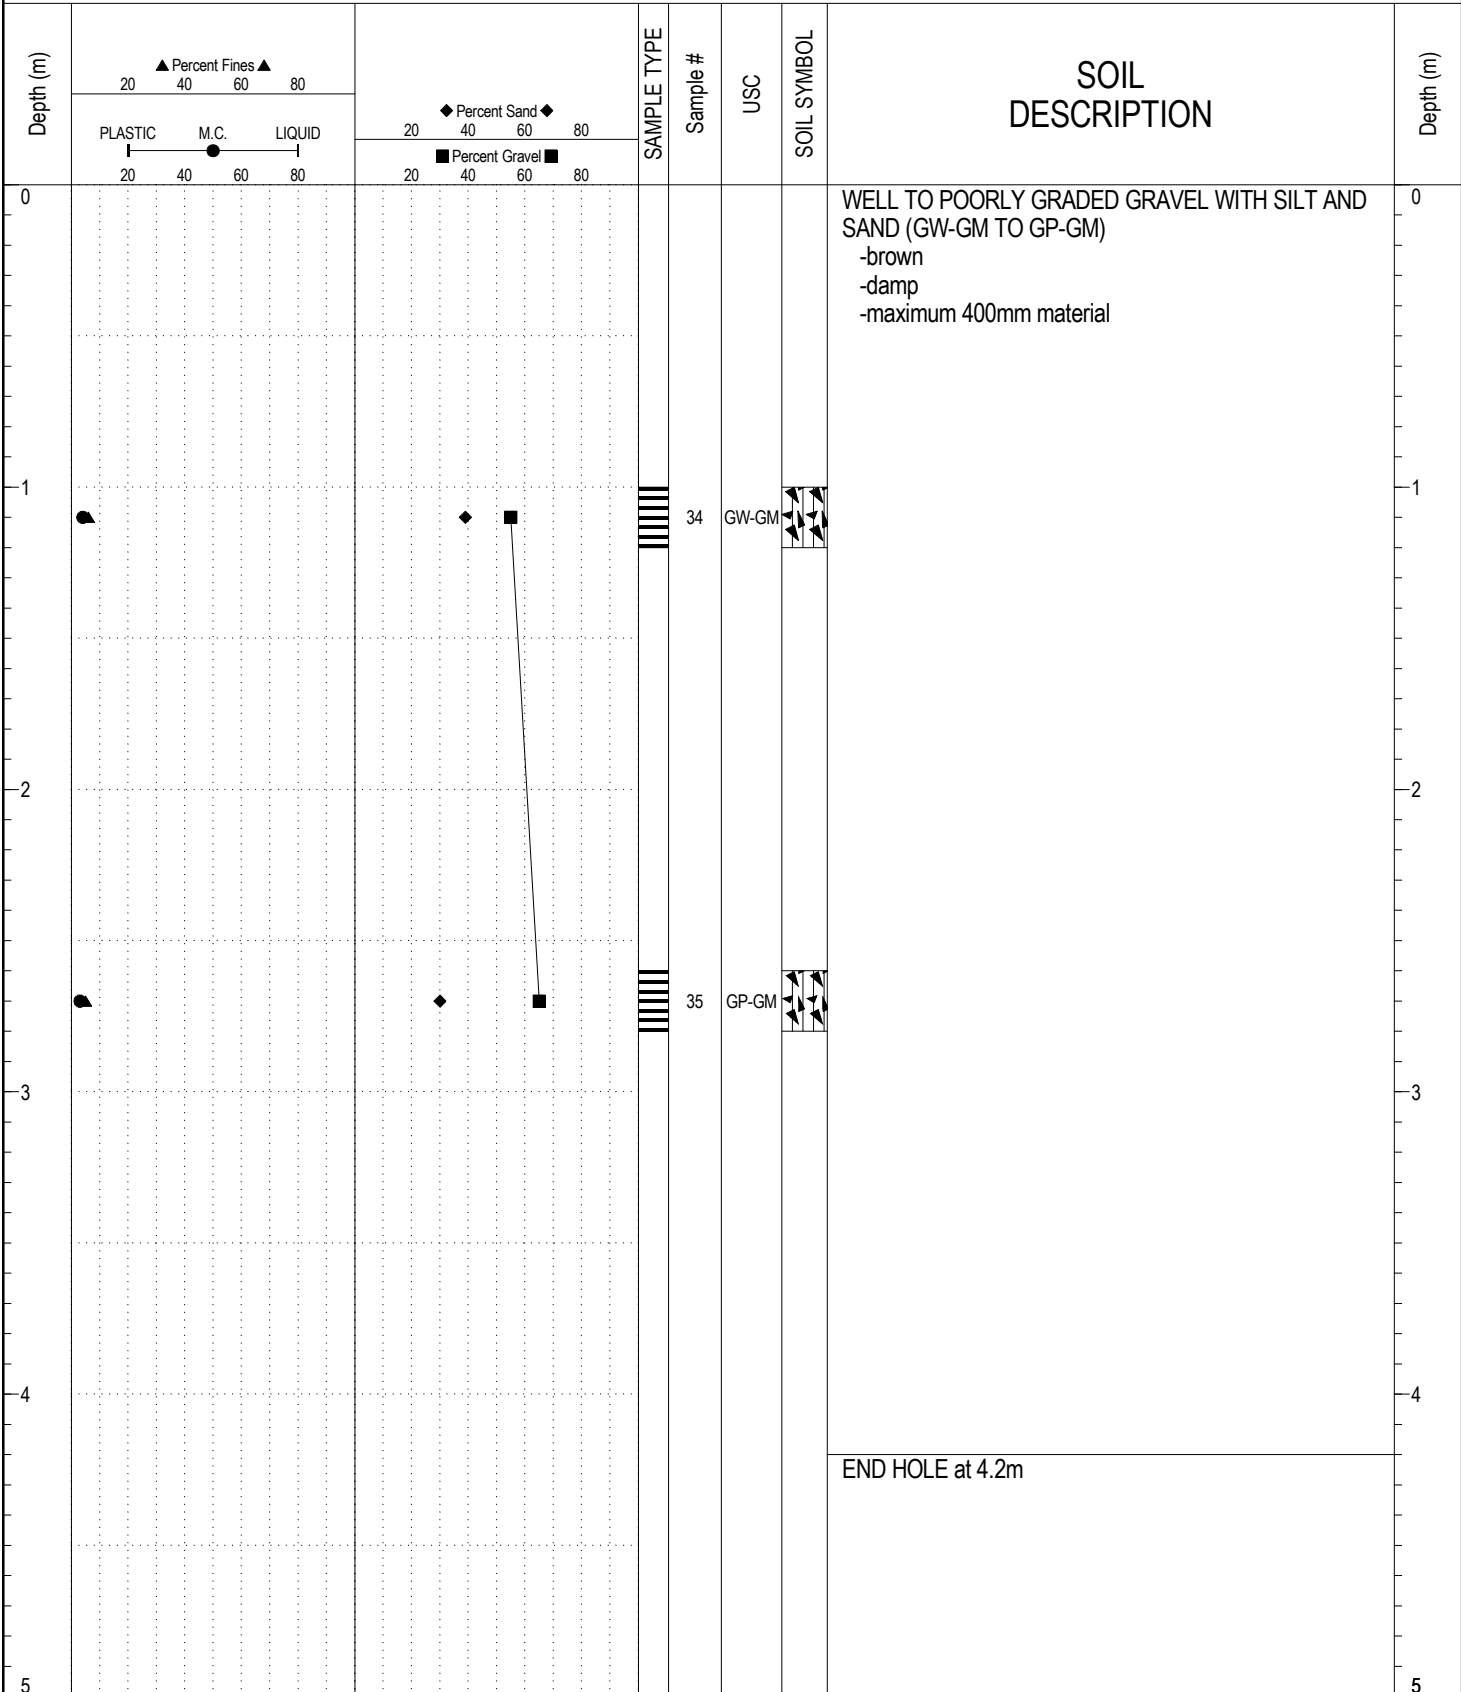 Depth (m)
▲ Percent Fines ▲
20 40 60 80
PLASTIC M.C. LIQUID
20 40 60 80
◆ Percent Sand ◆
20 40 60 80
■ Percent Gravel ■
20 40 60 80
SAMPLE TYPE
Sample #
USC
SOIL SYMBOL
SOIL
DESCRIPTION
Depth (m)
0
WELL TO POORLY GRADED GRAVEL WITH SILT AND
SAND (GW-GM TO GP-GM)
-brown
-damp
-maximum 400mm material
0
1
1
34 GW-GM
2
2
35 GP-GM
3
3
4
4
END HOLE at 4.2m
5
5